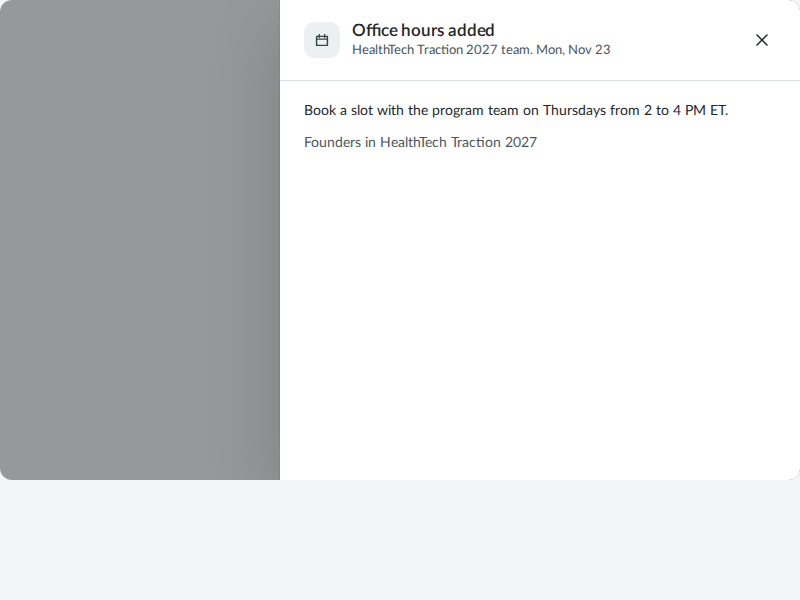 Office hours added
HealthTech Traction 2027 team. Mon, Nov 23
Book a slot with the program team on Thursdays from 2 to 4 PM ET.
Founders in HealthTech Traction 2027